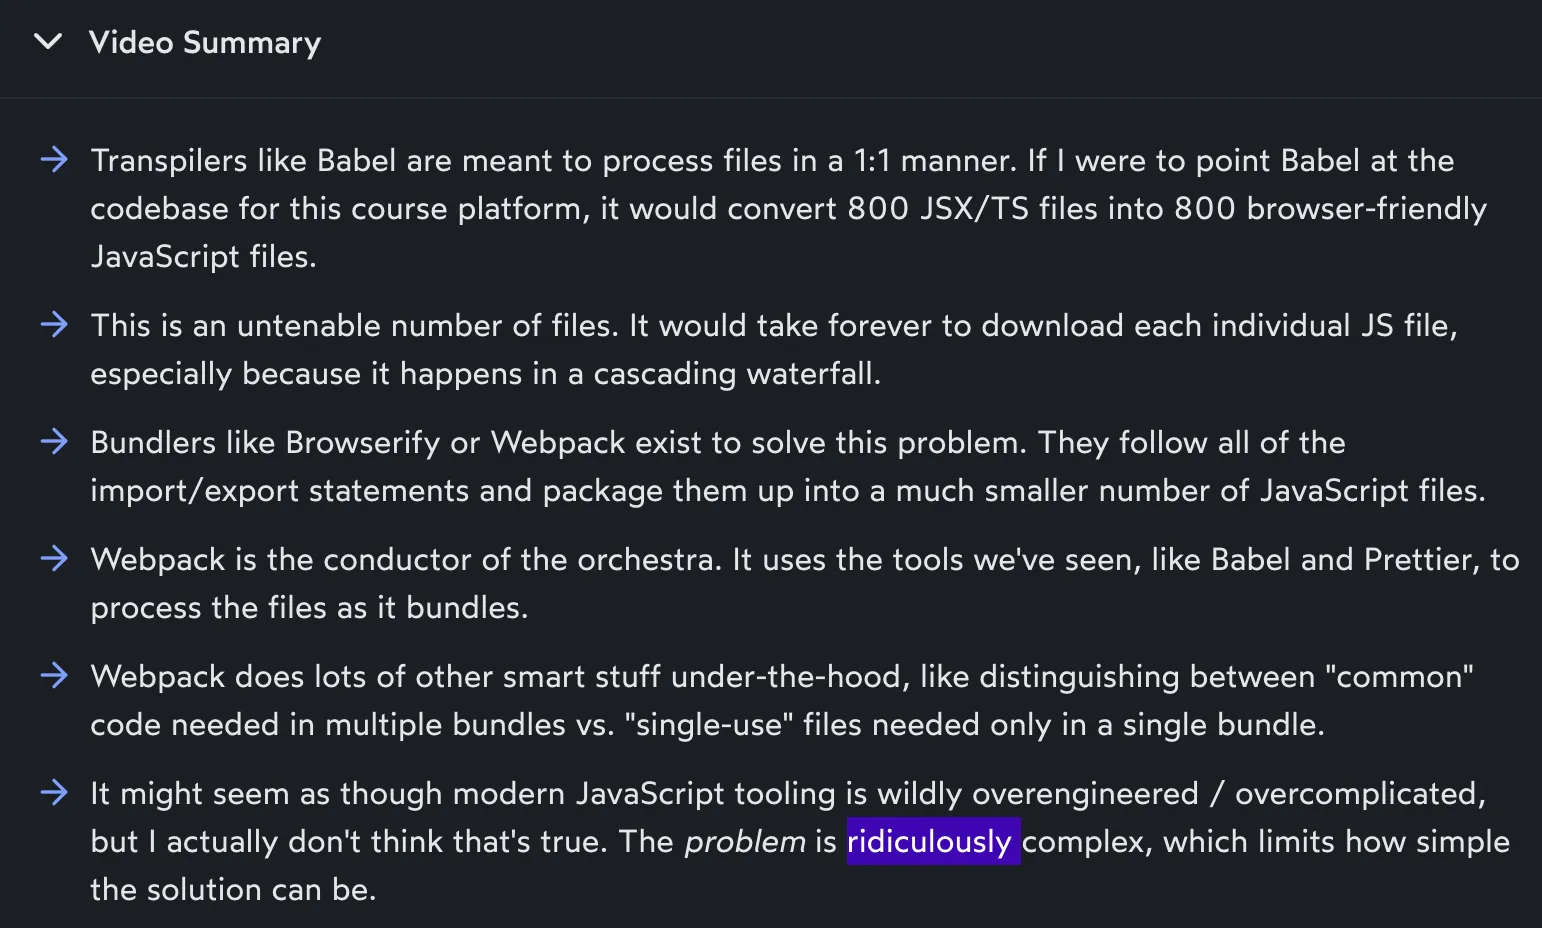 Video Summary
Transpilers like Babel are meant to process files in a 1:1 manner. If I were to point Babel at the
codebase for this course platform, it would convert 800 JSX/TS files into 800 browser-friendly
JavaScript files.
This is an untenable number of files. It would take forever to download each individual JS file,
especially because it happens in a cascading waterfall.
Bundlers like Browserify or Webpack exist to solve this problem. They follow all of the
import/export statements and package them up into a much smaller number of JavaScript files.
Webpack is the conductor of the orchestra. It uses the tools we've seen, like Babel and Prettier, to
process the files as it bundles.
Webpack does lots of other smart stuff under-the-hood, like distinguishing between "common"
code needed in multiple bundles vs. "single-use" files needed only in a single bundle.
It might seem as though modern JavaScript tooling is wildly overengineered / overcomplicated,
but I actually don't think that's true. The problem is ridiculously complex, which limits how simple
the solution can be.